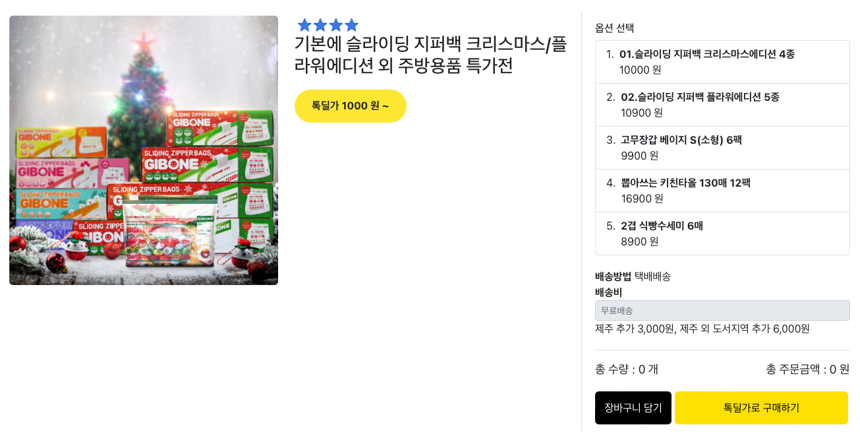 SLIDING ZIPPER BAGS
GIBONE
SLIDING ZIPPER BAGS
GIBONE
SLIDING ZIPPER BAGS
GIBONE
SLIDING ZIPPER BAGS
GIBONE
기본에 슬라이딩 지퍼백 크리스마스/플
라워에디션 외 주방용품 특가전
톡딜가 1000 원 ~
옵션 선택
1. 01.슬라이딩 지퍼백 크리스마스에디션 4종
10000 원
2. 02.슬라이딩 지퍼백 플라워에디션 5종
10900 원
3. 고무장갑 베이지 S(소형) 6팩
9900 원
4. 뽑아쓰는 키친타올 130매 12팩
16900 원
5. 2겹 식빵수세미 6매
8900 원
배송방법 택배배송
배송비
무료배송
제주 추가 3,000원, 제주 외 도서지역 추가 6,000원
총 수량 : 0 개 총 주문금액 : 0 원
장바구니 담기 톡딜가로 구매하기